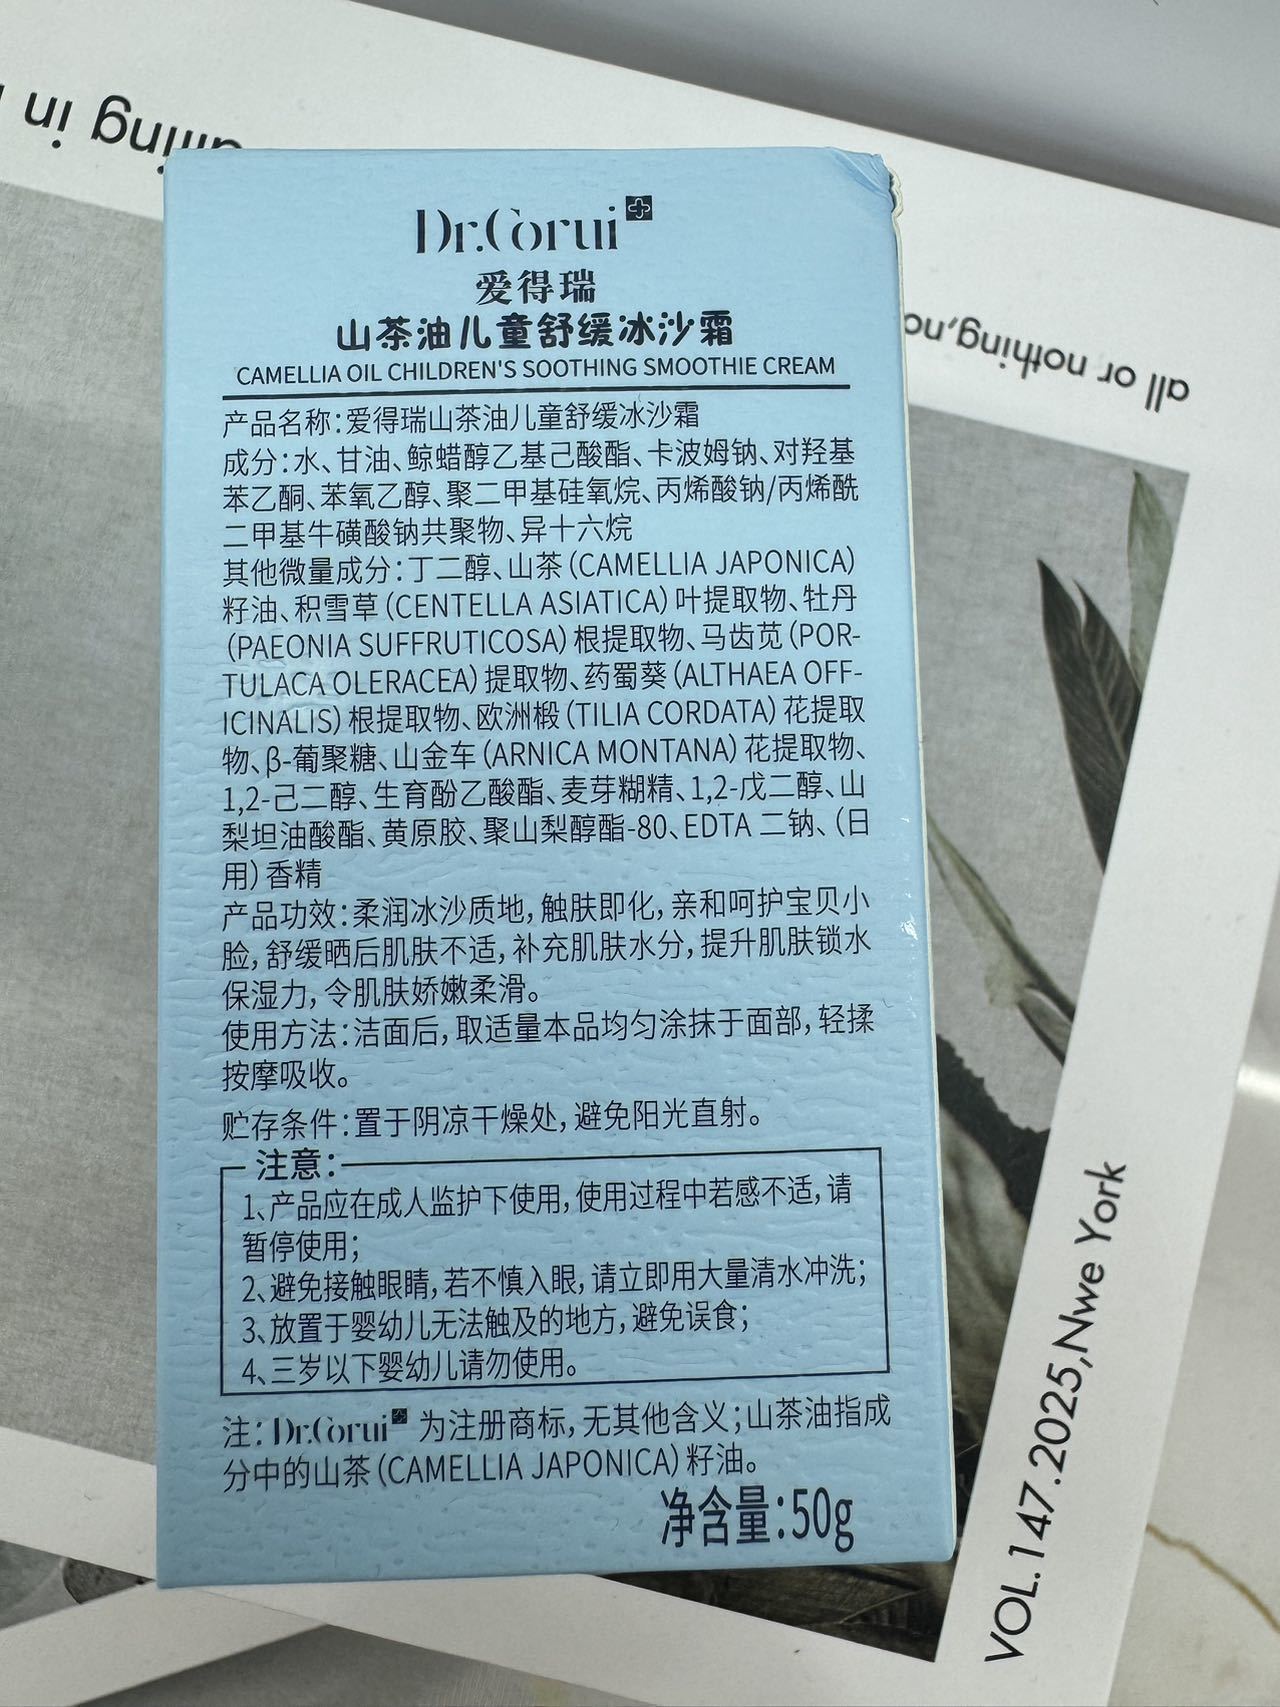 Dr.Corui
爱得瑞
山茶油儿童舒缓冰沙霜
CAMELLIA OIL CHILDREN'S SOOTHING SMOOTHIE CREAM
产品名称:爱得瑞山茶油儿童舒缓冰沙霜
成分:水、甘油、鲸蜡醇乙基己酸酯、卡波姆钠、对羟基
苯乙酮、苯氧乙醇、聚二甲基硅氧烷、丙烯酸钠/丙烯酰
二甲基牛磺酸钠共聚物、异十六烷
其他微量成分:丁二醇、山茶(CAMELLIA JAPONICA)
籽油、积雪草(CENTELLA ASIATICA)叶提取物、牡丹
(PAEONIA SUFFRUTICOSA)根提取物、马齿苋(POR-
TULACA OLERACEA)提取物、药蜀葵(ALTHAEA OFF-
ICINALIS)根提取物、欧洲椴(TILIA CORDATA)花提取
物、β-葡聚糖、山金车(ARNICA MONTANA)花提取物、
1,2-己二醇、生育酚乙酸酯、麦芽糊精、1,2-戊二醇、山
梨坦油酸酯、黄原胶、聚山梨醇酯-80、EDTA 二钠、(日
用)香精
产品功效:柔润冰沙质地,触肤即化,亲和呵护宝贝小
脸,舒缓晒后肌肤不适,补充肌肤水分,提升肌肤锁水
保湿力,令肌肤娇嫩柔滑。
使用方法:洁面后,取适量本品均匀涂抹于面部,轻揉
按摩吸收。
贮存条件:置于阴凉干燥处,避免阳光直射。
注意:
1、产品应在成人监护下使用,使用过程中若感不适,请
暂停使用;
2、避免接触眼睛,若不慎入眼,请立即用大量清水冲洗;
3、放置于婴幼儿无法触及的地方,避免误食;
4、三岁以下婴幼儿请勿使用。
注:Dr.Corui 为注册商标,无其他含义;山茶油指成
分中的山茶(CAMELLIA JAPONICA)籽油。
净含量:50g
all or nothing,no
VOL.147.2025,Nwe York